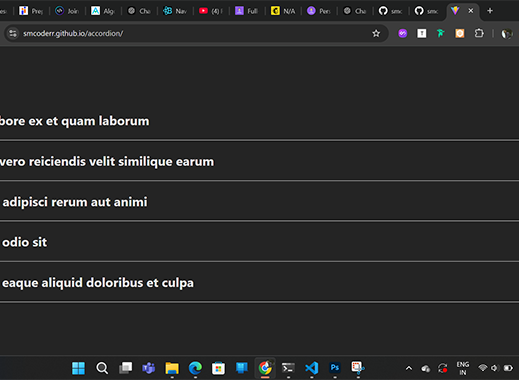 Prep
Join
Algo
Cha
Nav
(4) I
Full
N/A
Pers
Cha
smc
smc
smcoderr.github.io/accordion/
bore ex et quam laborum
vero reiciendis velit similique earum
adipisci rerum aut animi
odio sit
eaque aliquid doloribus et culpa
ENG
IN